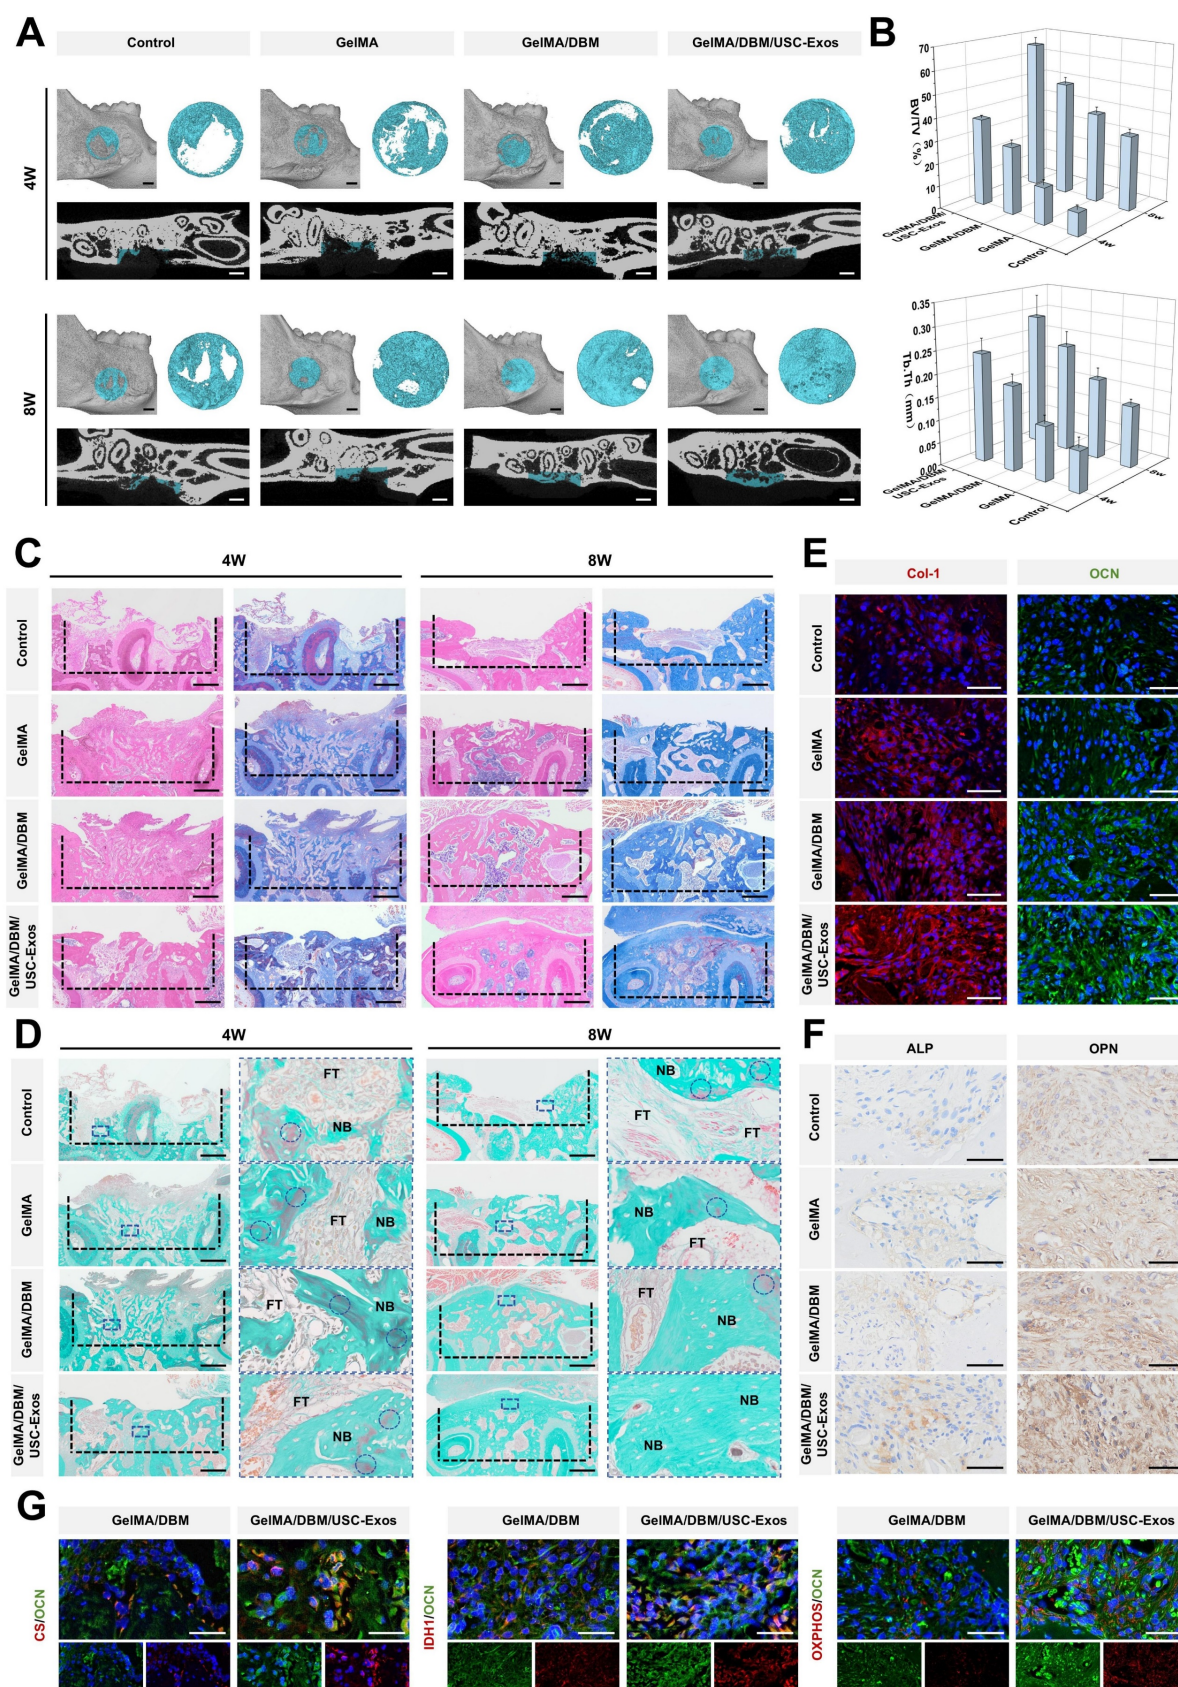 A
Control
GelMA
GelMA/DBM
GelMA/DBM/USC-Exos
4W
8W
B
BV/TV (%)
70
60
50
40
30
20
10
0
GelMA/DBM/
USC-Exos
GelMA/DBM
GelMA
Control
4w
8w
Tb.Th (mm)
0.35
0.30
0.25
0.20
0.15
0.10
0.05
0.00
GelMA/DBM/
USC-Exos
GelMA/DBM
GelMA
Control
4w
8w
C
4W
8W
Control
GelMA
GelMA/DBM
GelMA/DBM/
USC-Exos
D
4W
8W
Control
FT
NB
NB
FT
FT
GelMA
FT
NB
NB
FT
GelMA/DBM
FT
NB
FT
NB
GelMA/DBM/
USC-Exos
FT
NB
NB
NB
E
Col-1
OCN
Control
GelMA
GelMA/DBM
GelMA/DBM/
USC-Exos
F
ALP
OPN
Control
GelMA
GelMA/DBM
GelMA/DBM/
USC-Exos
G
GelMA/DBM
GelMA/DBM/USC-Exos
CS/OCN
GelMA/DBM
GelMA/DBM/USC-Exos
IDH1/OCN
GelMA/DBM
GelMA/DBM/USC-Exos
OXPHOS/OCN